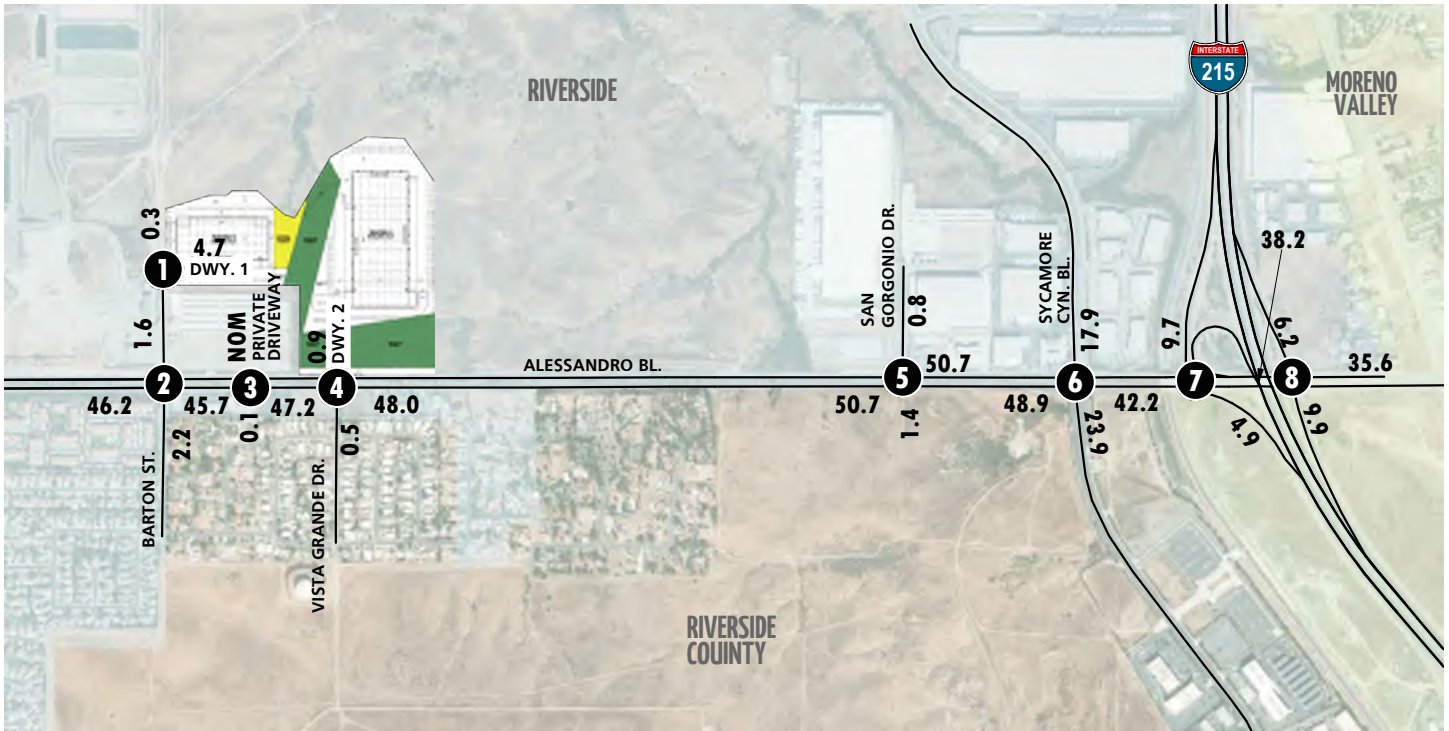 RIVERSIDE
INTERSTATE
215
MORENO
VALLEY
0.3
4.7
1
DWY. 1
1.6
NOM
PRIVATE
DRIVEWAY
0.9
DWY. 2
SAN
GORGONIO DR.
0.8
SYCAMORE
CYN. BL.
17.9
9.7
38.2
6.2
2
3
4
ALESSANDRO BL.
5
50.7
6
7
8
35.6
46.2
45.7
47.2
48.0
50.7
48.9
42.2
2.2
0.1
0.5
1.4
23.9
4.9
9.9
BARTON ST.
VISTA GRANDE DR.
RIVERSIDE
COUNTY